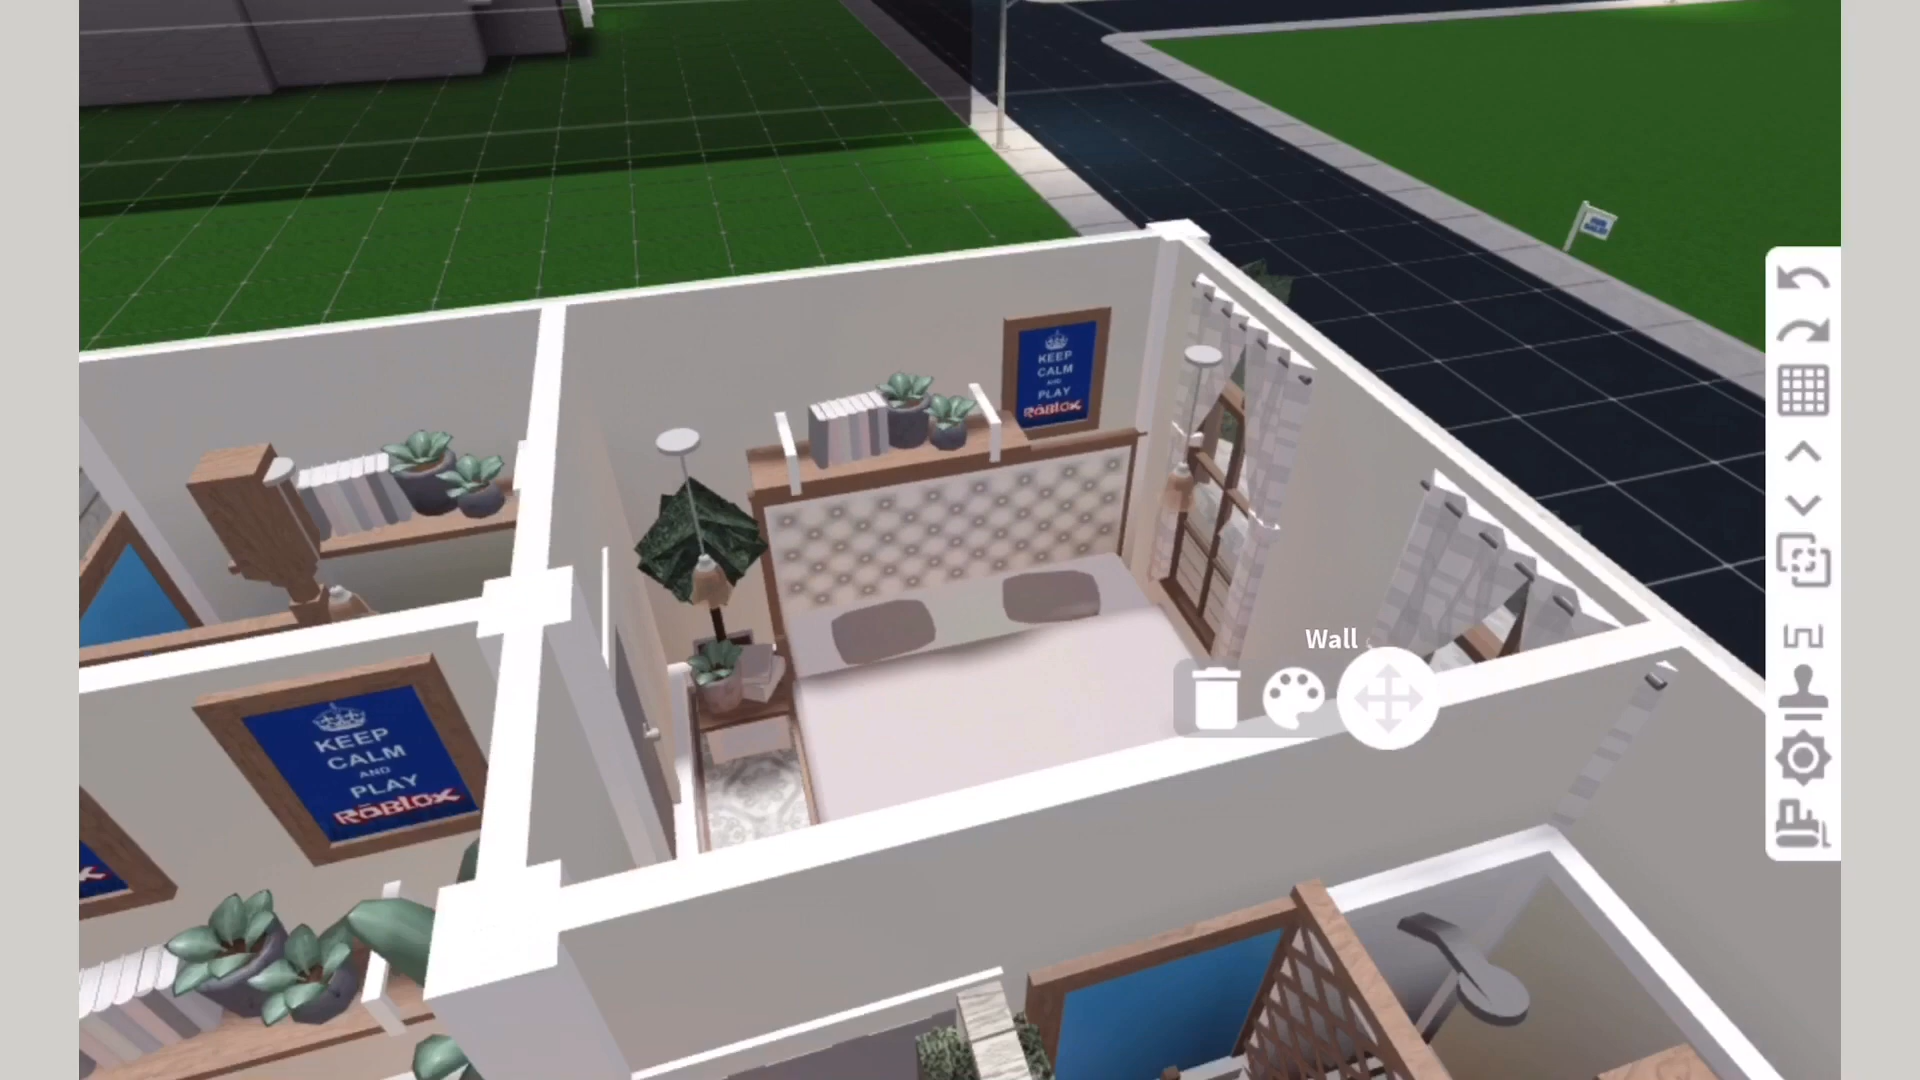 KEEP
CALM
AND
PLAY
ROBLOX
Wall
KEEP
CALM
AND
PLAY
ROBLOX